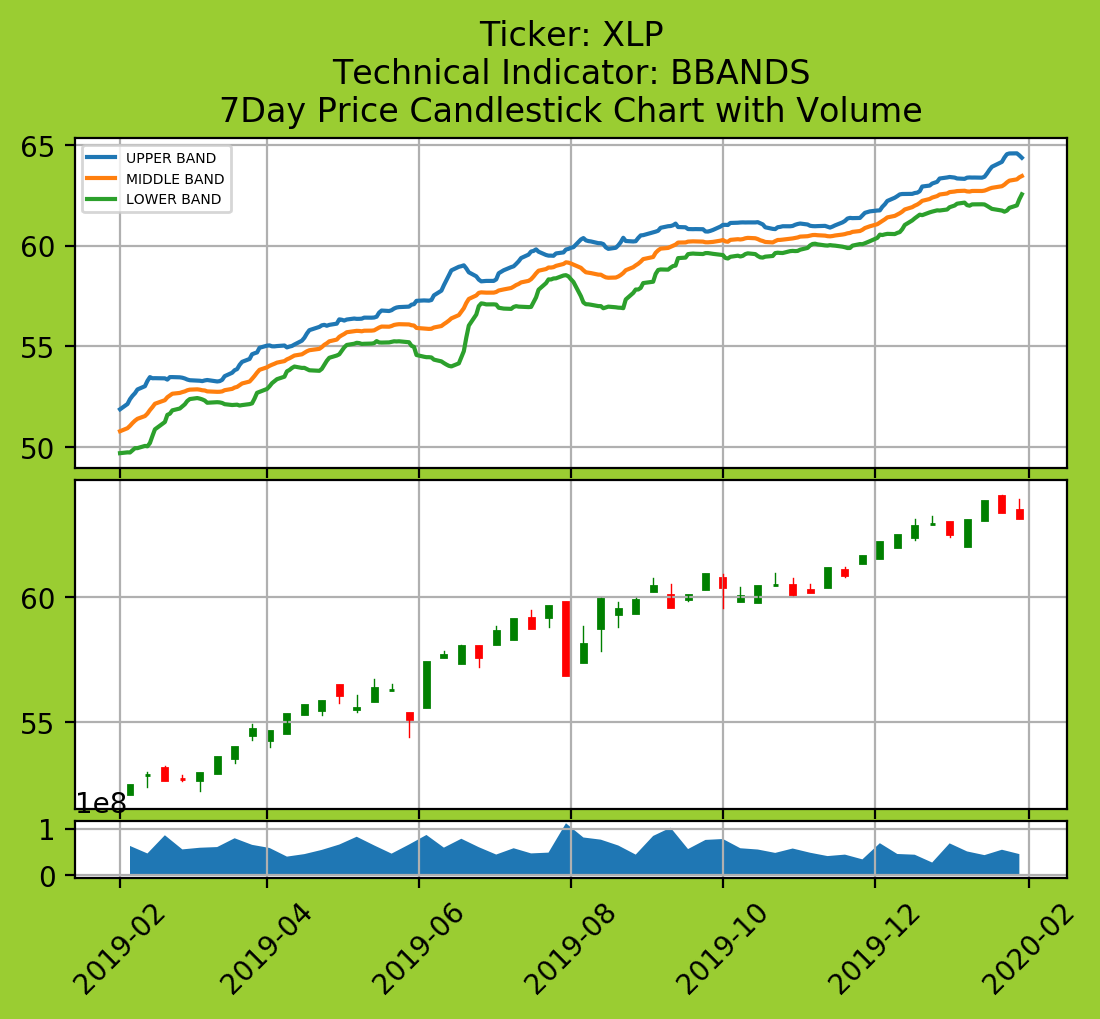 Ticker: XLP
Technical Indicator: BBANDS
7Day Price Candlestick Chart with Volume
65
60
55
50
UPPER BAND
MIDDLE BAND
LOWER BAND
60
55
1e8
1
0
2019-02
2019-04
2019-06
2019-08
2019-10
2019-12
2020-02